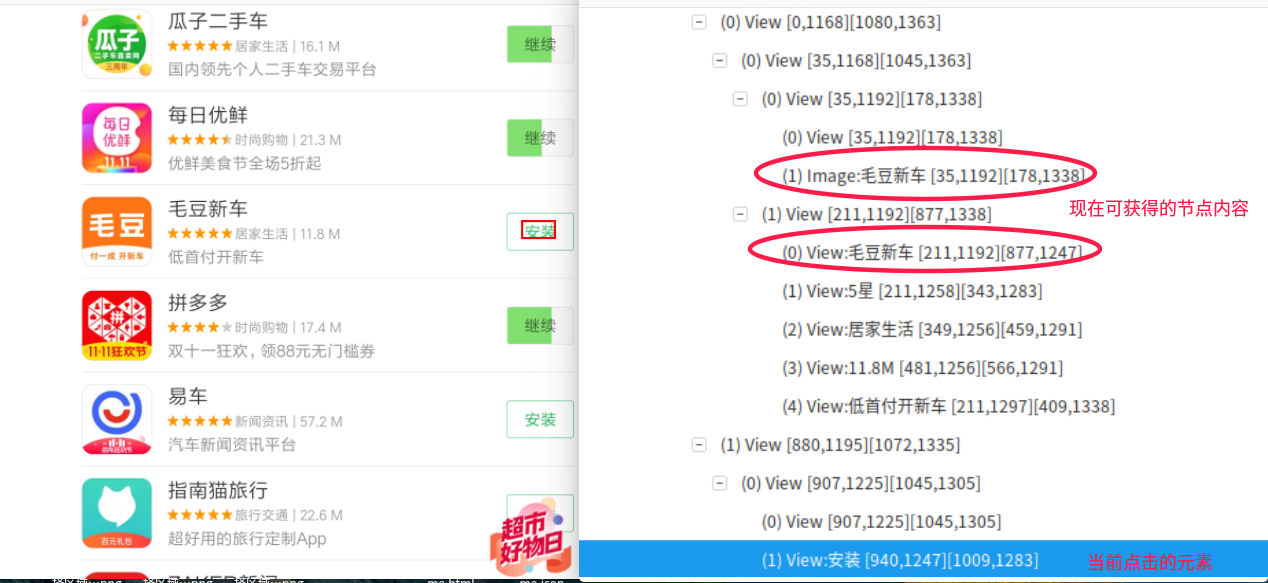 瓜子
二手车直卖网
三周年
瓜子二手车
居家生活 | 16.1 M
国内领先个人二手车交易平台
继续
每日
优鲜
11.11
每日优鲜
时尚购物 | 21.3 M
优鲜美食节全场5折起
继续
毛豆
付一成 开新车
毛豆新车
居家生活 | 11.8 M
低首付开新车
安装
拼
11·11狂欢节
拼多多
时尚购物 | 17.4 M
双十一狂欢，领88元无门槛券
继续
易车
新闻资讯 | 57.2 M
汽车新闻资讯平台
安装
百元礼包
指南猫旅行
旅行交通 | 22.6 M
超好用的旅行定制App
超市
好物日
(0) View [0,1168][1080,1363]
(0) View [35,1168][1045,1363]
(0) View [35,1192][178,1338]
(0) View [35,1192][178,1338]
(1) Image:毛豆新车 [35,1192][178,1338]
现在可获得的节点内容
(1) View [211,1192][877,1338]
(0) View:毛豆新车 [211,1192][877,1247]
(1) View:5星 [211,1258][343,1283]
(2) View:居家生活 [349,1256][459,1291]
(3) View:11.8M [481,1256][566,1291]
(4) View:低首付开新车 [211,1297][409,1338]
(1) View [880,1195][1072,1335]
(0) View [907,1225][1045,1305]
(0) View [907,1225][1045,1305]
(1) View:安装 [940,1247][1009,1283]
当前点击的元素